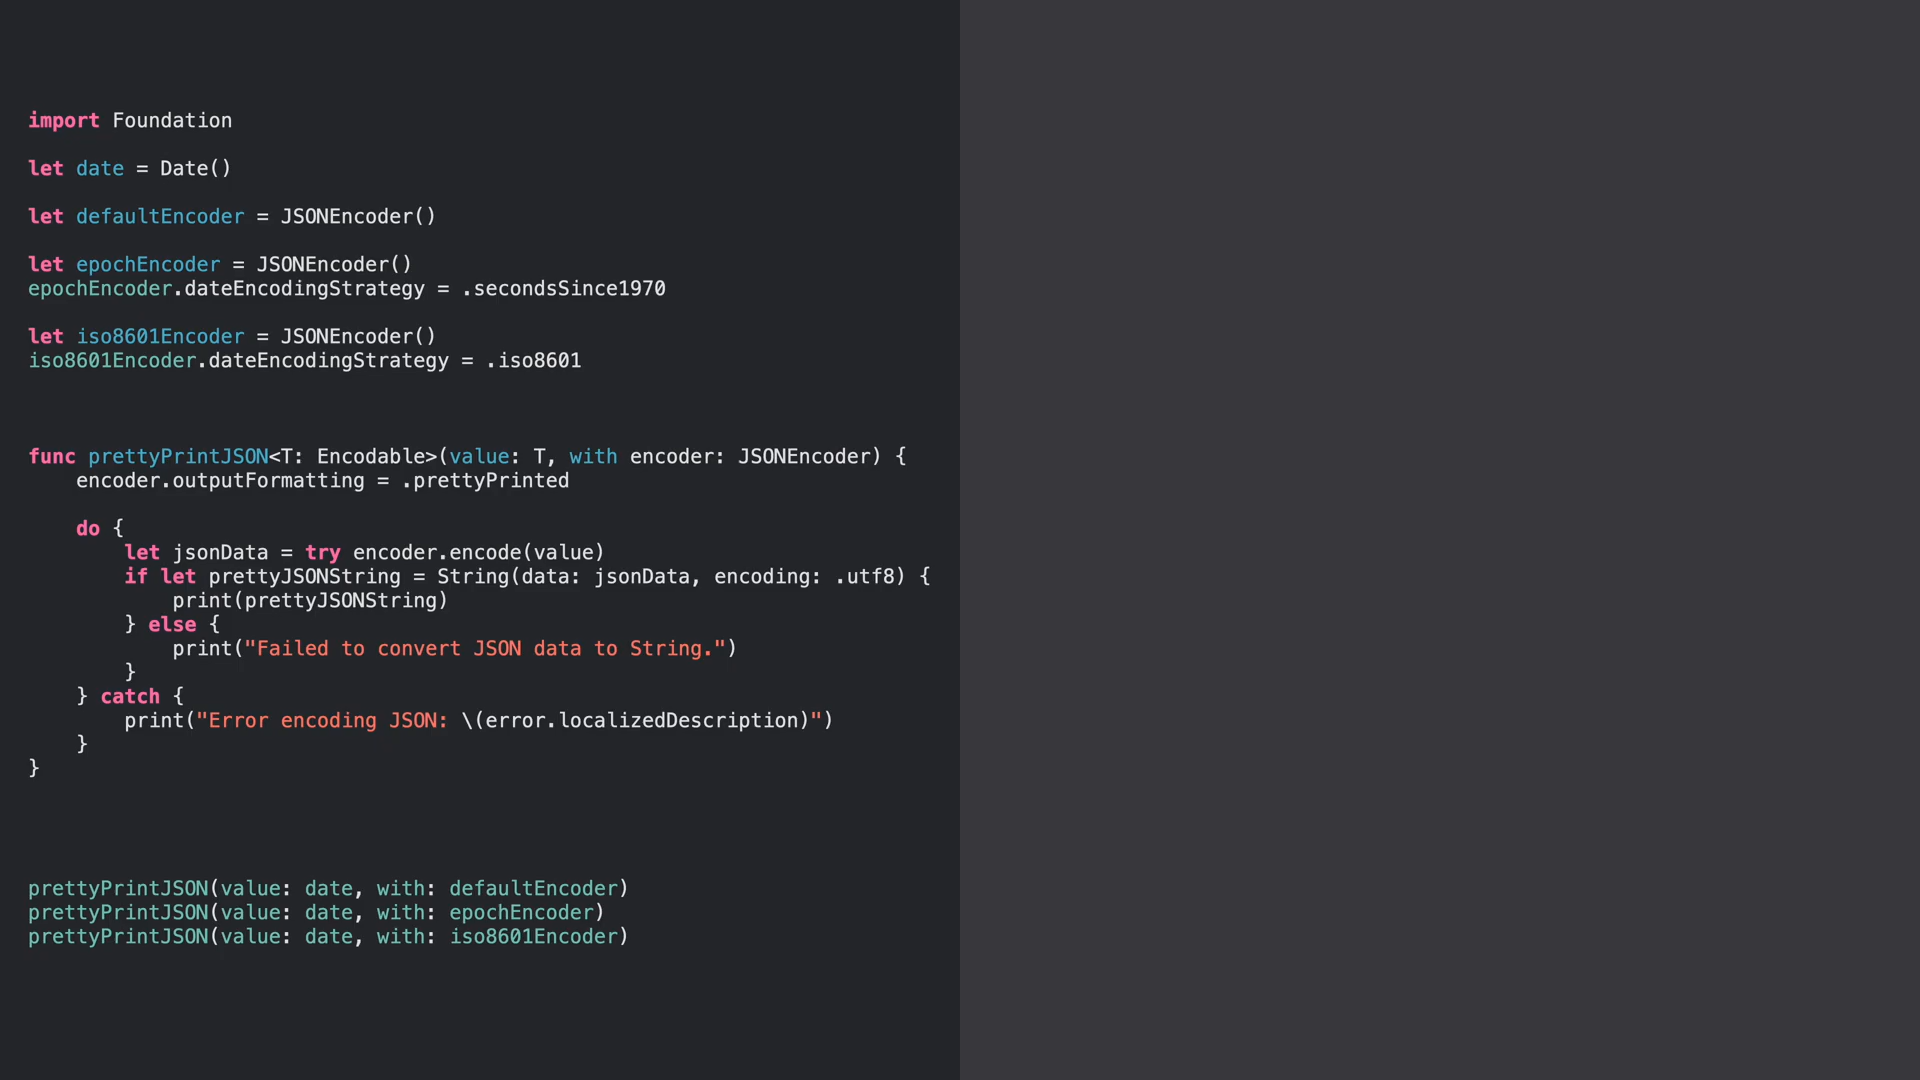 import Foundation
let date = Date()
let defaultEncoder = JSONEncoder()
let epochEncoder = JSONEncoder()
epochEncoder.dateEncodingStrategy = .secondsSince1970
let iso8601Encoder = JSONEncoder()
iso8601Encoder.dateEncodingStrategy = .iso8601
func prettyPrintJSON<T: Encodable>(value: T, with encoder: JSONEncoder) {
    encoder.outputFormatting = .prettyPrinted
    do {
        let jsonData = try encoder.encode(value)
        if let prettyJSONString = String(data: jsonData, encoding: .utf8) {
            print(prettyJSONString)
        } else {
            print("Failed to convert JSON data to String.")
        }
    } catch {
        print("Error encoding JSON: \(error.localizedDescription)")
    }
}
prettyPrintJSON(value: date, with: defaultEncoder)
prettyPrintJSON(value: date, with: epochEncoder)
prettyPrintJSON(value: date, with: iso8601Encoder)